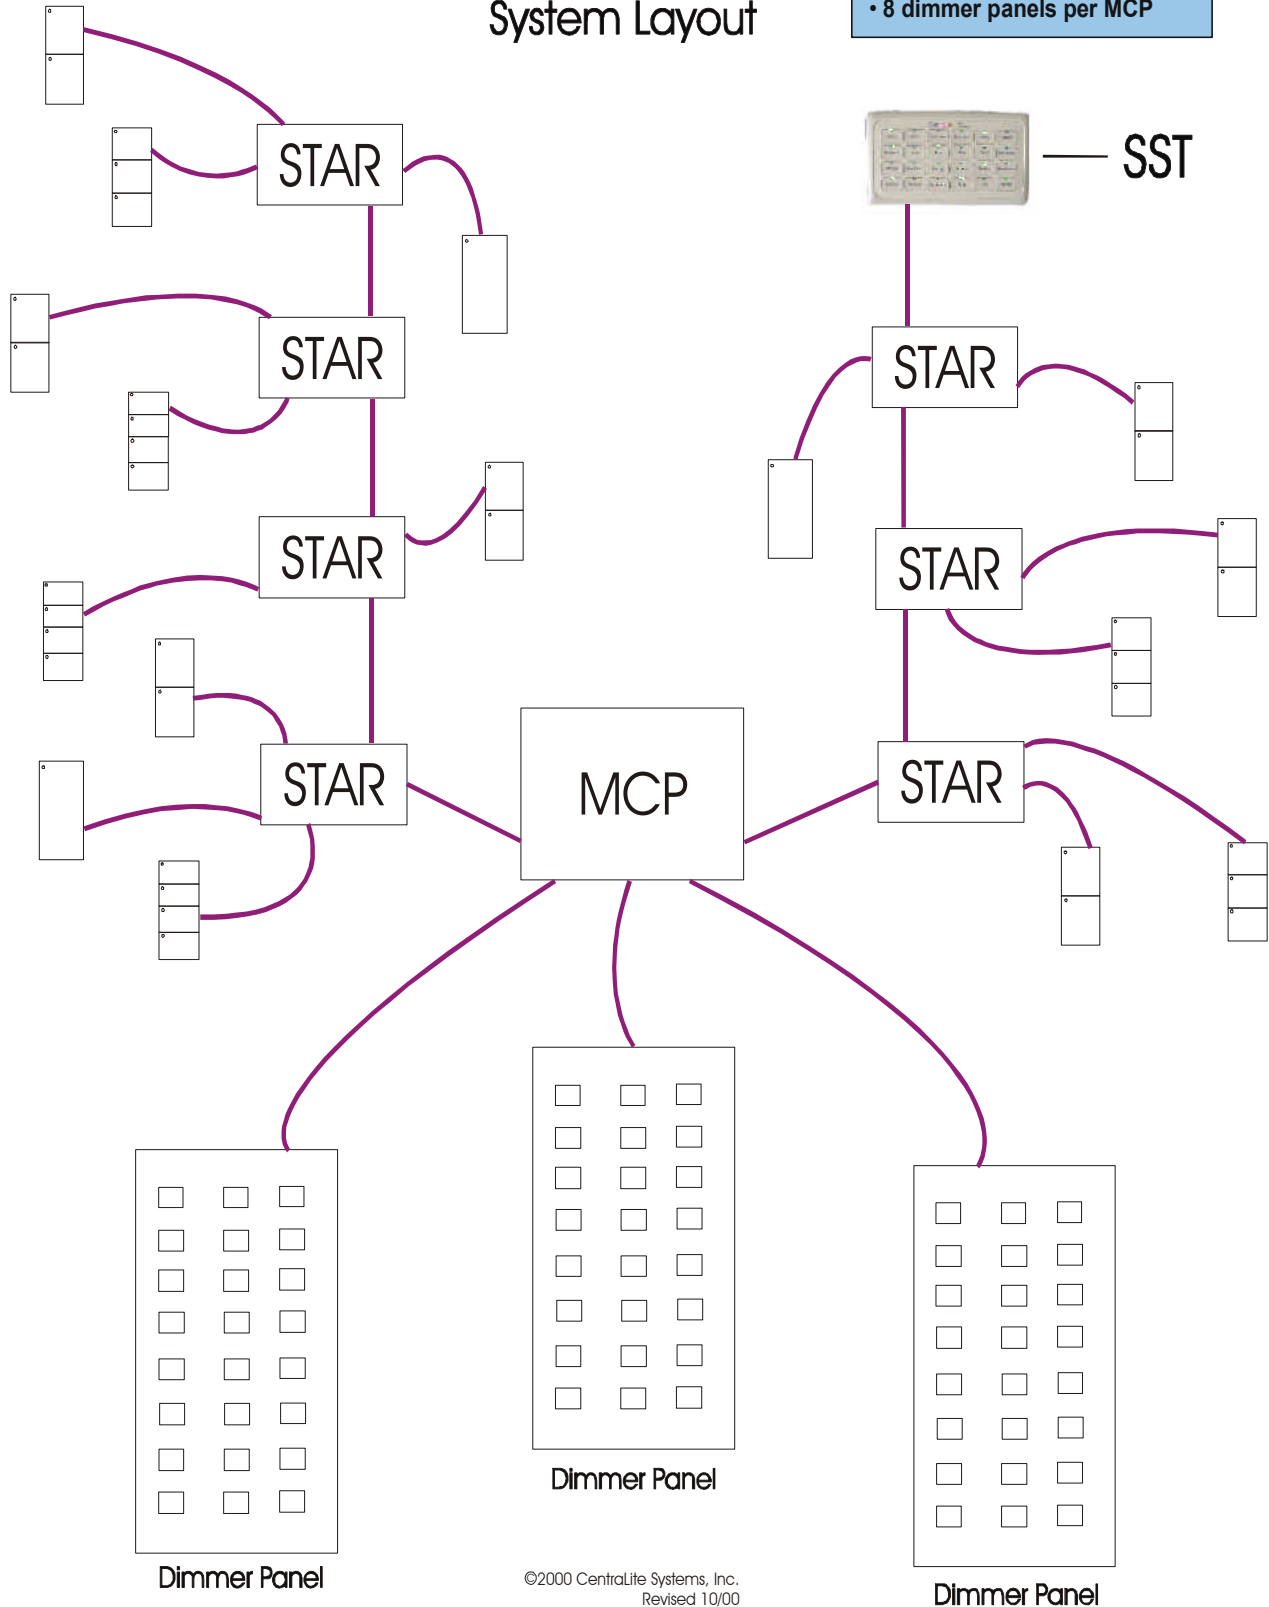 System Layout
• 8 dimmer panels per MCP
STAR
SST
STAR
STAR
STAR
STAR
STAR
STAR
MCP
Dimmer Panel
Dimmer Panel
Dimmer Panel
©2000 CentraLite Systems, Inc.
Revised 10/00